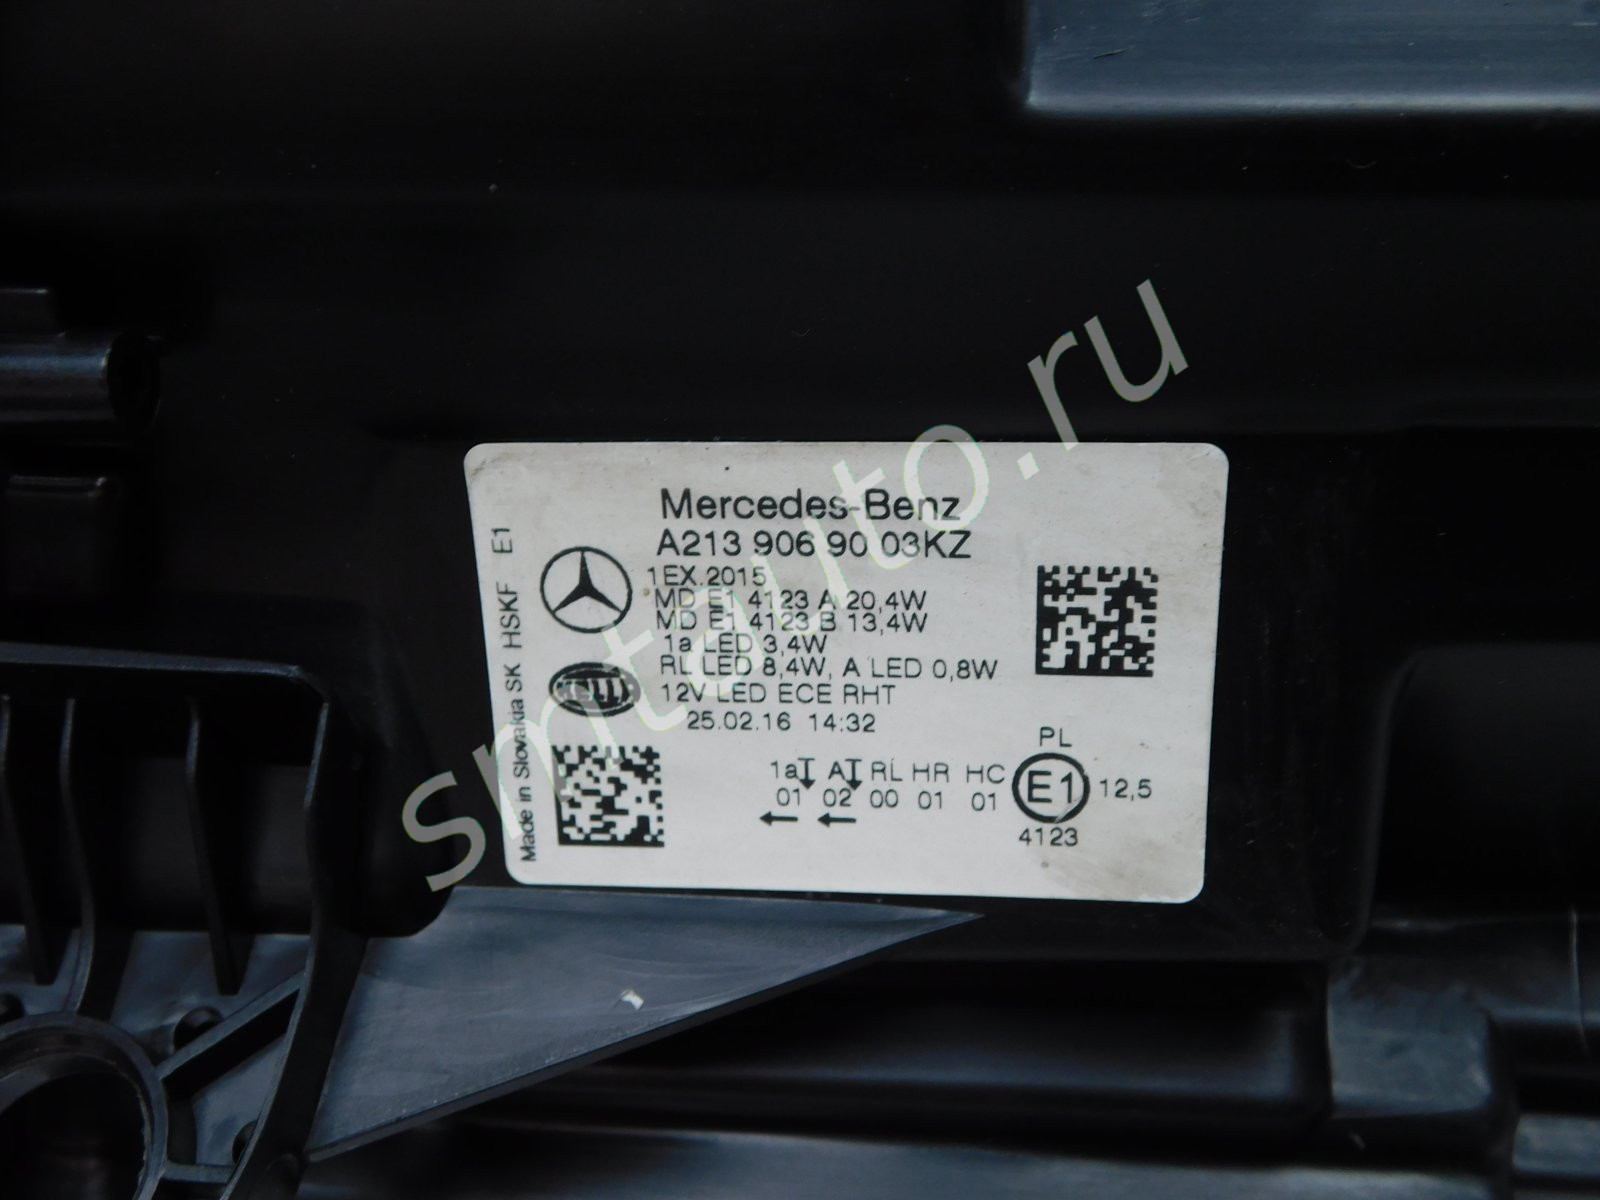 Mercedes-Benz
A213 906 90 03KZ
1EX.2015
MD E1 4123 A 20,4W
MD E1 4123 B 13,4W
1a LED 3,4W
RL LED 8,4W, A LED 0,8W
12V LED ECE RHT
25.02.16 14:32
Made in Slovakia SK HSKF E1
HELLA
1a A RL HR HC
01 02 00 01 01
PL
E1 12,5
4123
smtauto.ru